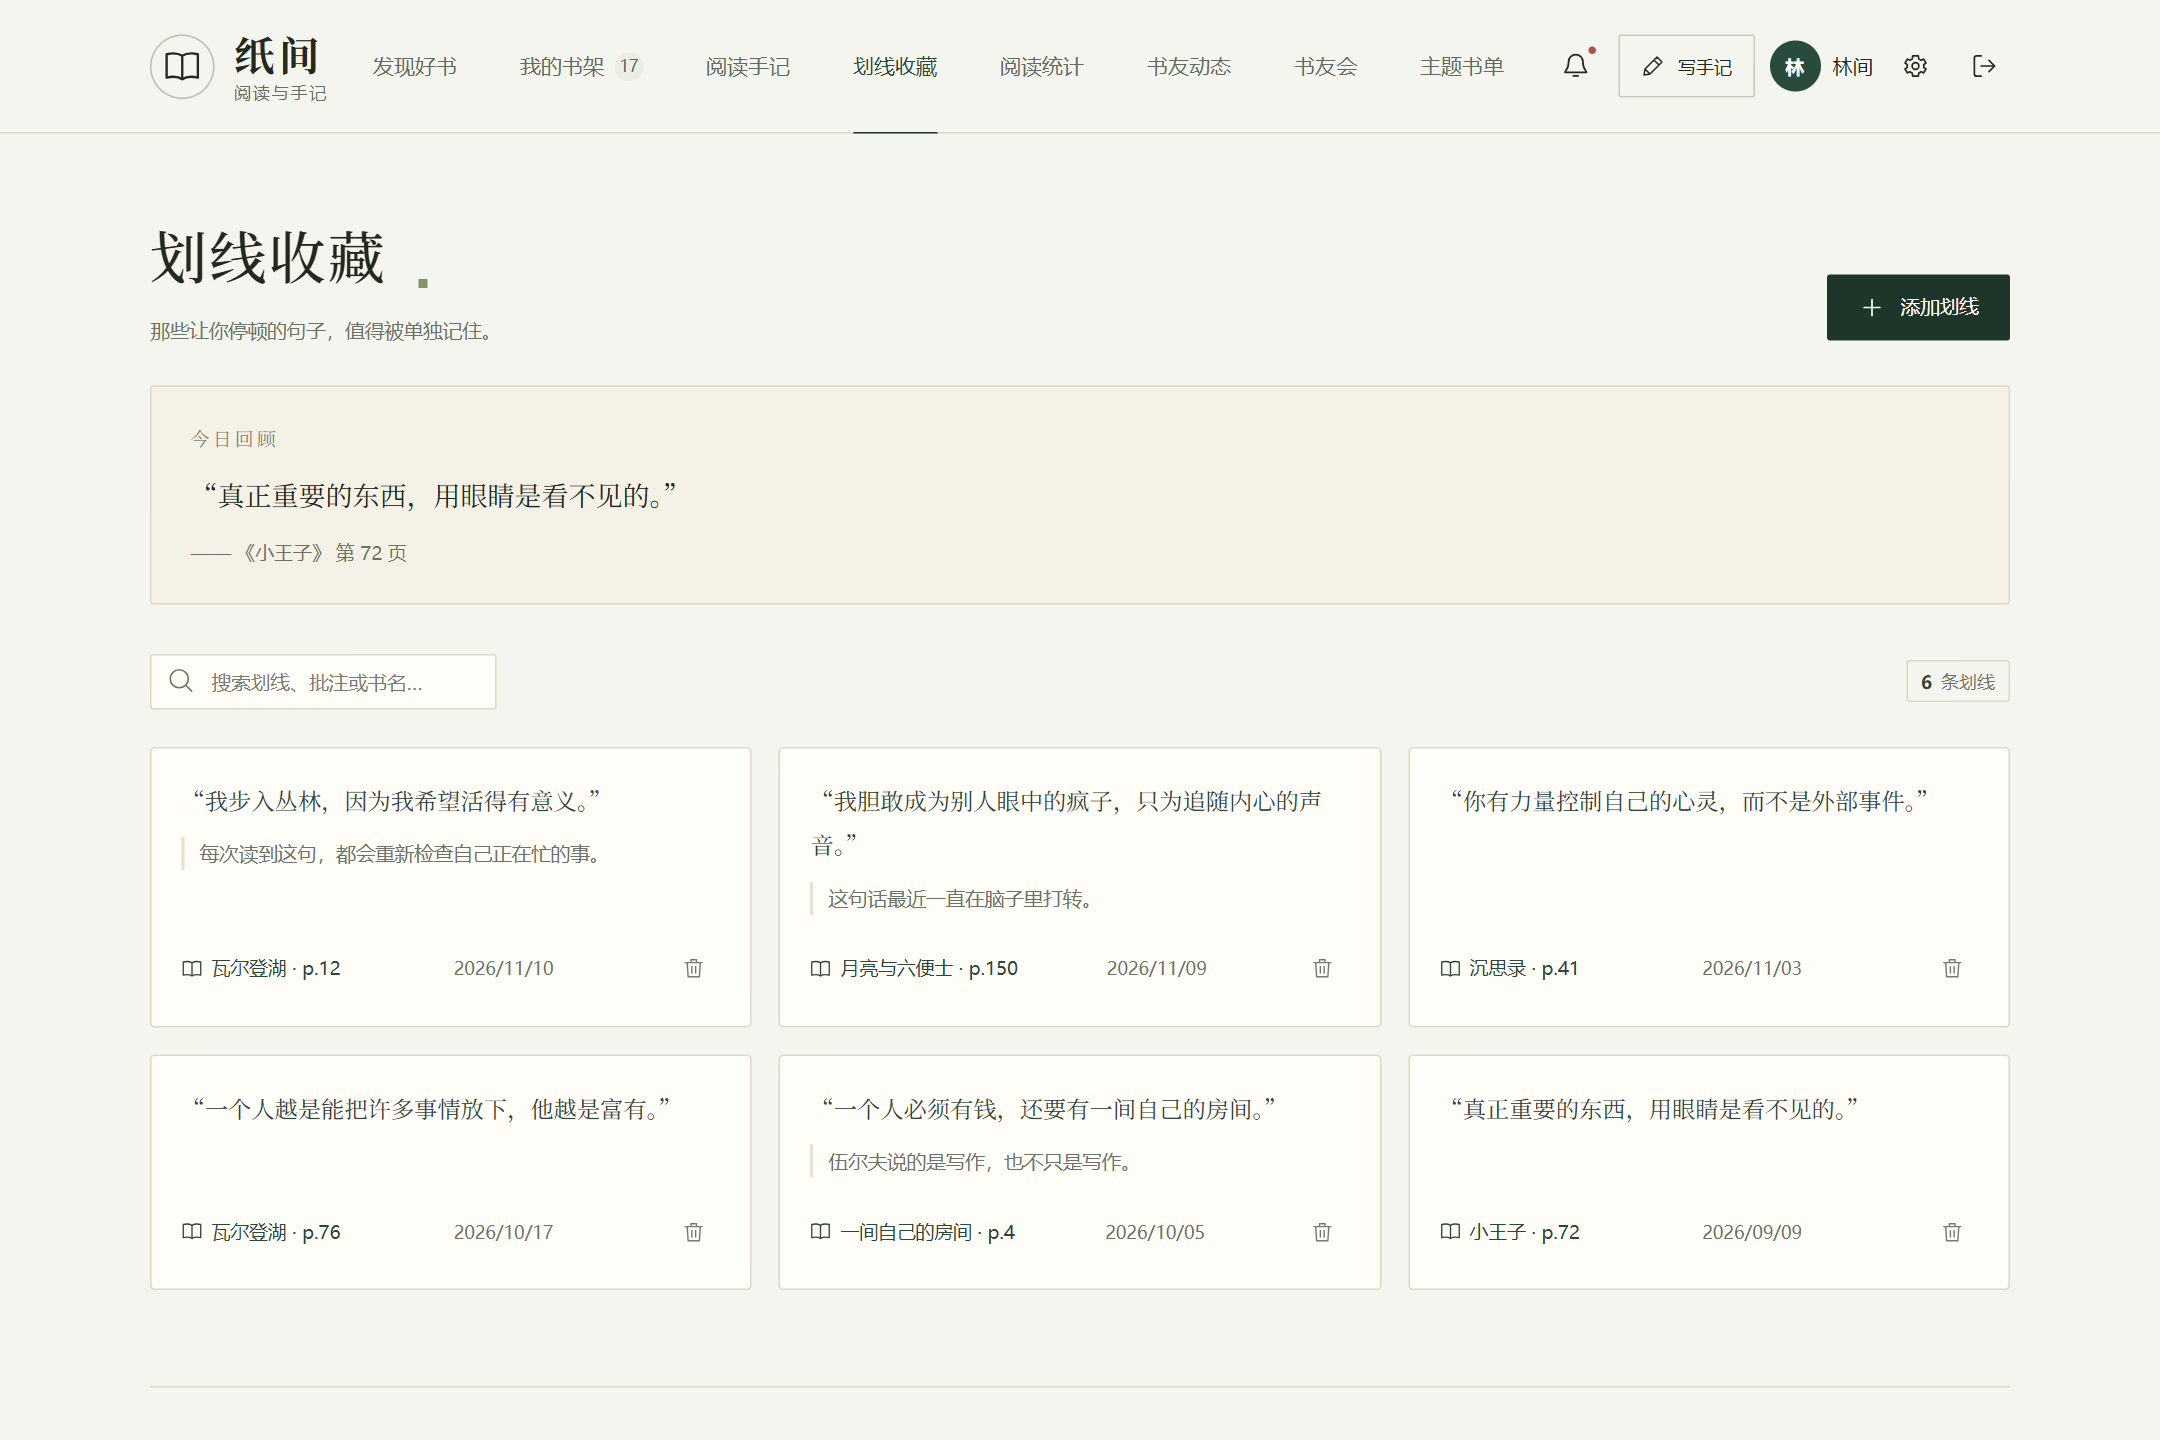 纸间
阅读与手记
发现好书
我的书架 17
阅读手记
划线收藏
阅读统计
书友动态
书友会
主题书单
写手记
林
林间
划线收藏 .
那些让你停顿的句子，值得被单独记住。
添加划线
今日回顾
“真正重要的东西，用眼睛是看不见的。”
—— 《小王子》 第 72 页
搜索划线、批注或书名...
6 条划线
“我步入丛林，因为我希望活得有意义。”
每次读到这句，都会重新检查自己正在忙的事。
瓦尔登湖 · p.12
2026/11/10
“我胆敢成为别人眼中的疯子，只为追随内心的声
音。”
这句话最近一直在脑子里打转。
月亮与六便士 · p.150
2026/11/09
“你有力量控制自己的心灵，而不是外部事件。”
沉思录 · p.41
2026/11/03
“一个人越是能把许多事情放下，他越是富有。”
瓦尔登湖 · p.76
2026/10/17
“一个人必须有钱，还要有一间自己的房间。”
伍尔夫说的是写作，也不只是写作。
一间自己的房间 · p.4
2026/10/05
“真正重要的东西，用眼睛是看不见的。”
小王子 · p.72
2026/09/09